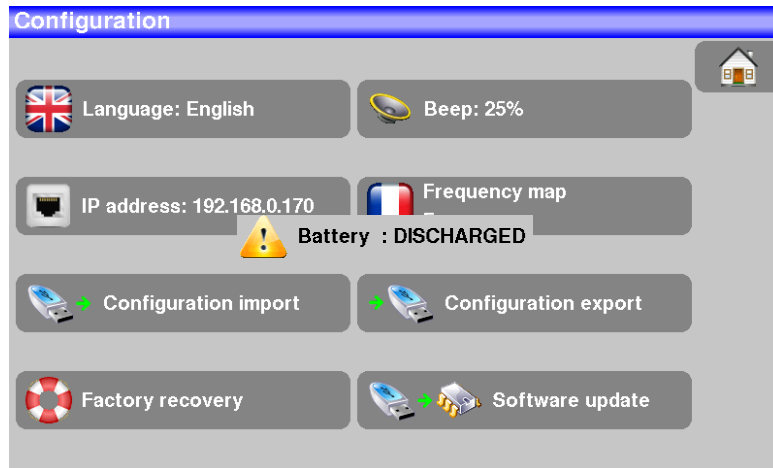 Configuration
Language: English
Beep: 25%
IP address: 192.168.0.170
Frequency map
Battery : DISCHARGED
Configuration import
Configuration export
Factory recovery
Software update